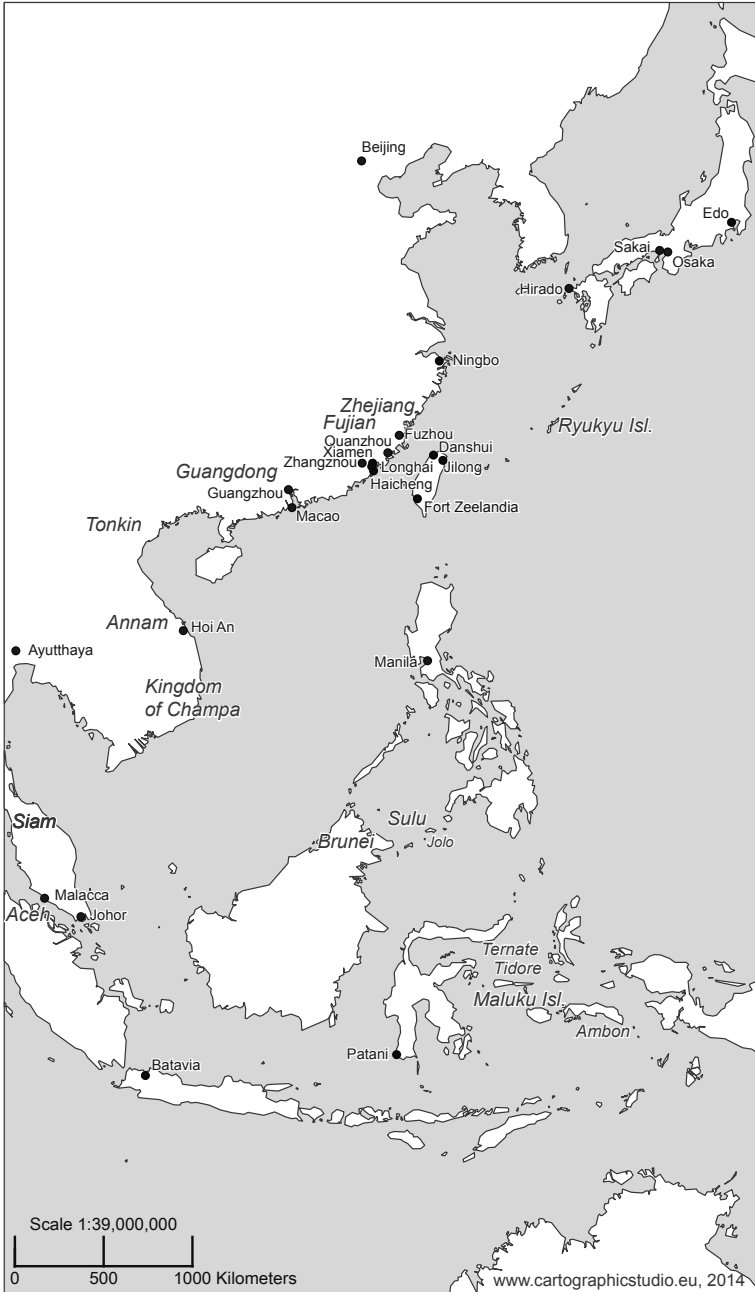 Beijing
Edo
Sakai
Osaka
Hirado
Ningbo
Zhejiang
Fujian
Ryukyu Isl.
Fuzhou
Quanzhou
Danshui
Xiamen
Zhangzhou
Longhai
Jilong
Guangdong
Haicheng
Guangzhou
Fort Zeelandia
Macao
Tonkin
Annam
Hoi An
Ayutthaya
Manila
Kingdom
of Champa
Siam
Sulu
Brunei
Jolo
Malacca
Aceh
Johor
Ternate
Tidore
Maluku Isl.
Ambon
Patani
Batavia
Scale 1:39,000,000
0 500 1000 Kilometers
www.cartographicstudio.eu, 2014